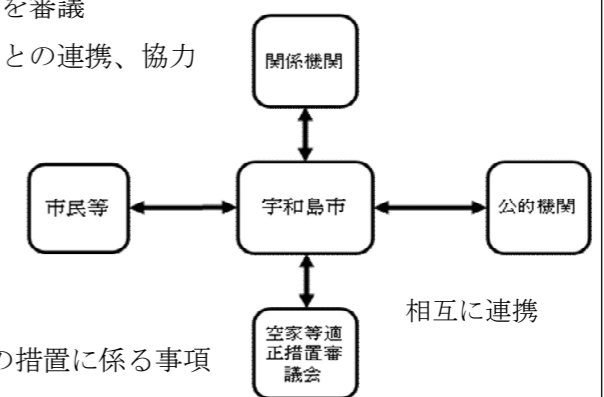 を審議
との連携、協力
関係機関
市民等
宇和島市
公的機関
相互に連携
空家等適
正措置審
議会
の措置に係る事項